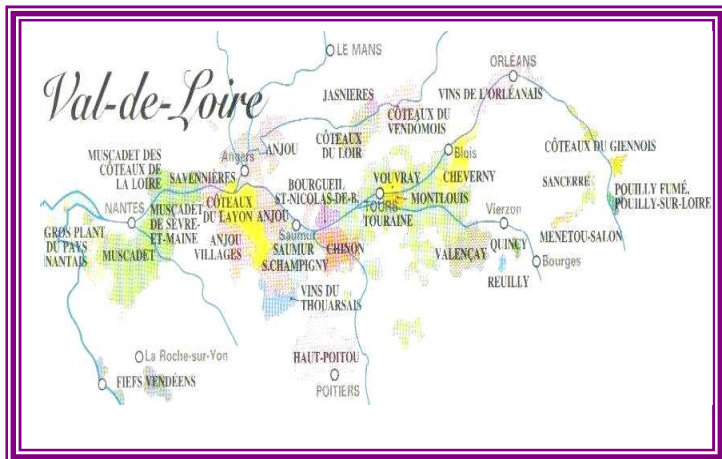 Val-de-Loire
LE MANS
ORLÉANS
JASNIERES
VINS DE L'ORLÉANAIS
CÔTEAUX DU
VENDÔMOIS
CÔTEAUX
DU LOIR
ANJOU
CÔTEAUX DU GIENNOIS
MUSCADET DES
CÔTEAUX DE
LA LOIRE
SAVENNIÈRES
Angers
Blois
VOUVRAY
CHEVERNY
SANCERRE
POUILLY FUMÉ,
POUILLY-SUR-LOIRE
BOURGUEIL
ST-NICOLAS-DE-B.
TOURS
MONTLOUIS
TOURAINE
NANTES
MUSCADET
DE SÈVRE-
ET-MAINE
CÔTEAUX
DU LAYON
ANJOU
Vierzon
GROS PLANT
DU PAYS
NANTAIS
MUSCADET
ANJOU
VILLAGES
Saumur
SAUMUR
S.CHAMPIGNY
CHINON
VALENÇAY
QUINCY
REUILLY
MENETOU-SALON
Bourges
VINS DU
THOUARSAIS
La Roche-sur-Yon
HAUT-POITOU
FIEFS VENDÉENS
POITIERS